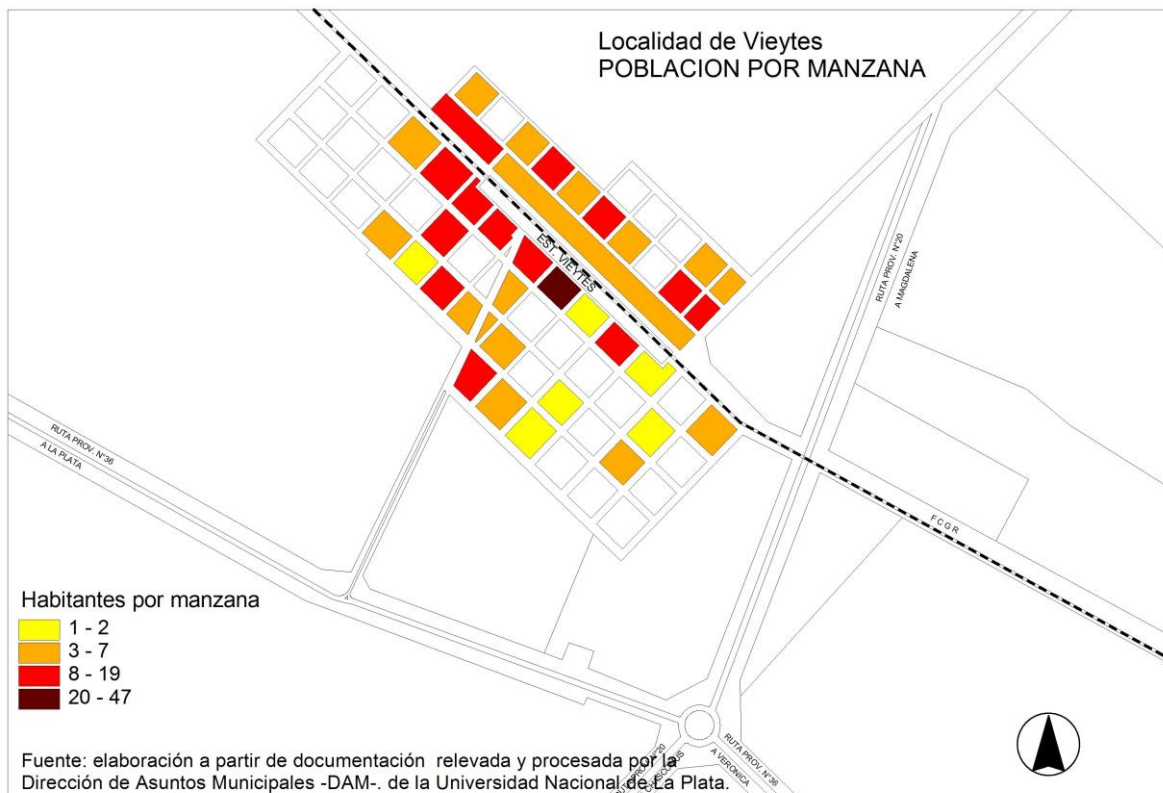 Localidad de Vieytes
POBLACION POR MANZANA
EST. VIEYTES
RUTA PROV. N°20
A MAGDALENA
RUTA PROV. N°36
A LA PLATA
F C G R
Habitantes por manzana
1 - 2
3 - 7
8 - 19
20 - 47
RUTA PROV. N°36
A VERONICA
Fuente: elaboración a partir de documentación relevada y procesada por la
Dirección de Asuntos Municipales -DAM-. de la Universidad Nacional de La Plata.